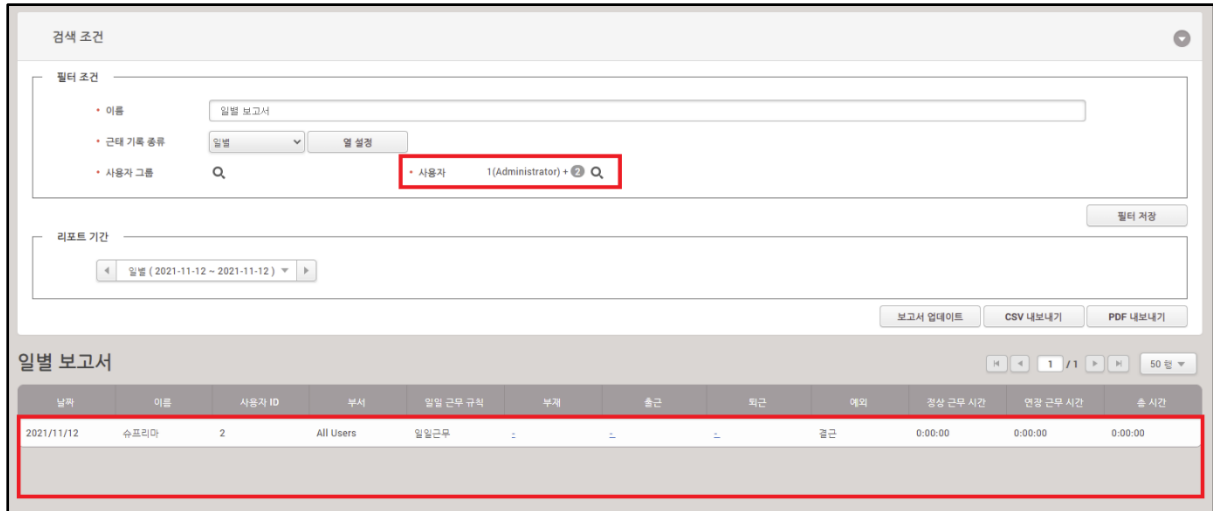 검색 조건
필터 조건
• 이름 일별 보고서
• 근태 기록 종류 일별 열 설정
• 사용자 그룹 • 사용자 1(Administrator) + 2
필터 저장
리포트 기간
일별 ( 2021-11-12 ~ 2021-11-12 )
보고서 업데이트 CSV 내보내기 PDF 내보내기
일별 보고서 1 / 1 50 행
날짜 이름 사용자 ID 부서 일일 근무 규칙 부재 출근 퇴근 예외 정상 근무 시간 연장 근무 시간 총 시간
2021/11/12 슈프리마 2 All Users 일일근무 - - - 결근 0:00:00 0:00:00 0:00:00